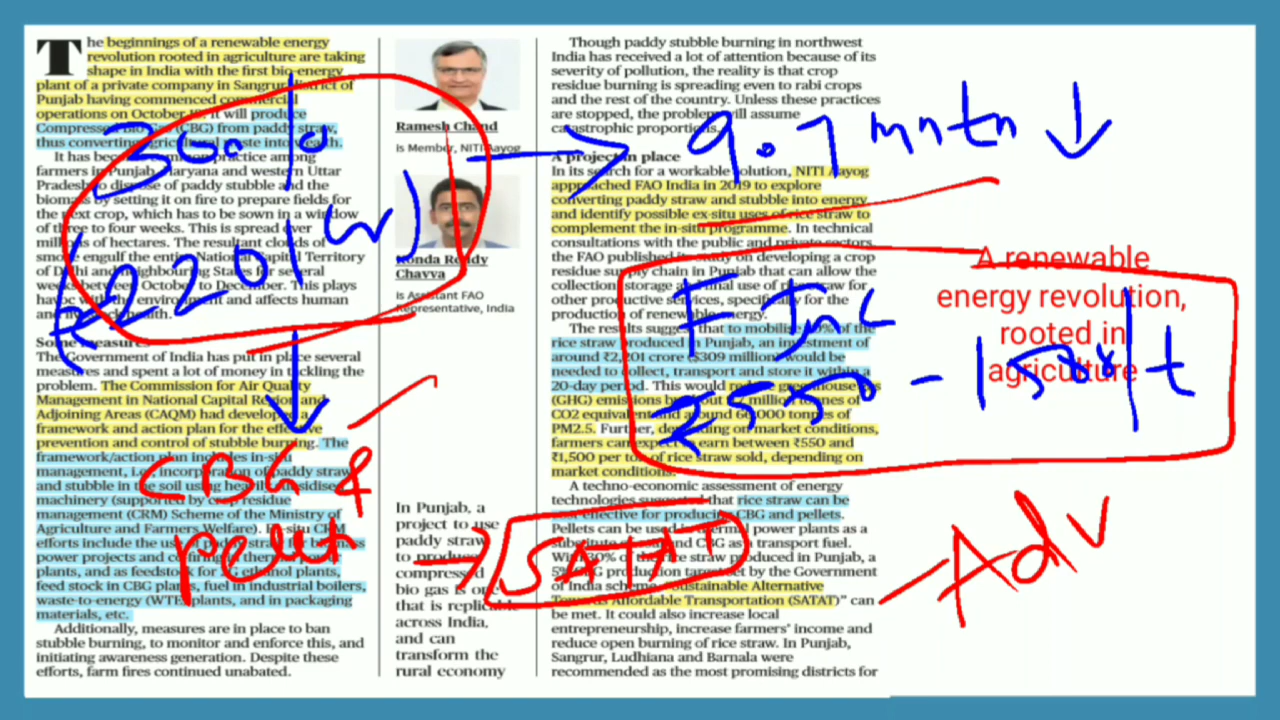 The beginnings of a renewable energy
revolution rooted in agriculture are taking
shape in India with the first bio-energy
plant of a private company in Sangrur district of
Punjab having commenced commercial
operations on October 18. It will produce
Compressed Bio Gas (CBG) from paddy straw,
thus converting agricultural waste into wealth.
It has become common practice among
farmers in Punjab, Haryana and western Uttar
Pradesh to dispose of paddy stubble and the
biomass by setting it on fire to prepare fields for
the next crop, which has to be sown in a window
of three to four weeks. This is spread over
millions of hectares. The resultant clouds of
smoke engulf the entire National Capital Territory
of Delhi and neighbouring States for several
weeks between October to December. This plays
havoc with the environment and affects human
and health.
Some measures
The Government of India has put in place several
measures and spent a lot of money in tackling the
problem. The Commission for Air Quality
Management in National Capital Region and
Adjoining Areas (CAQM) had developed a
framework and action plan for the effective
prevention and control of stubble burning. The
framework/action plan includes in-situ
management, i.e., incorporation of paddy straw
and stubble in the soil using heavily subsidised
machinery (supported by crop residue
management (CRM) Scheme of the Ministry of
Agriculture and Farmers Welfare). Ex-situ CRM
efforts include the use of paddy straw for biomass
power projects and co-firing in thermal power
plants, and as feedstock for 2G ethanol plants,
feed stock in CBG plants, fuel in industrial boilers,
waste-to-energy (WTE) plants, and in packaging
materials, etc.
Additionally, measures are in place to ban
stubble burning, to monitor and enforce this, and
initiating awareness generation. Despite these
efforts, farm fires continued unabated.
Ramesh Chand
is Member, NITI Aayog
Konda Reddy
Chavva
is Assistant FAO
Representative, India
In Punjab, a
project to use
paddy straw
to produce
compressed
bio gas is one
that is replicable
across India,
and can
transform the
rural economy
Though paddy stubble burning in northwest
India has received a lot of attention because of its
severity of pollution, the reality is that crop
residue burning is spreading even to rabi crops
and the rest of the country. Unless these practices
are stopped, the problem will assume
catastrophic proportions.
A project in place
In its search for a workable solution, NITI Aayog
approached FAO India in 2019 to explore
converting paddy straw and stubble into energy
and identify possible ex-situ uses of rice straw to
complement the in-situ programme. In technical
consultations with the public and private sectors,
the FAO published its study on developing a crop
residue supply chain in Punjab that can allow the
collection, storage and final use of rice straw for
other productive services, specifically for the
production of renewable energy.
The results suggest that to mobilise 30% of the
rice straw produced in Punjab, an investment of
around ₹2,201 crore ($309 million) would be
needed to collect, transport and store it within a
20-day period. This would reduce greenhouse gas
(GHG) emissions by about 9.7 million tonnes of
CO2 equivalent and around 66,000 tonnes of
PM2.5. Further, depending on market conditions,
farmers can expect to earn between ₹550 and
₹1,500 per ton of rice straw sold, depending on
market conditions.
A techno-economic assessment of energy
technologies suggested that rice straw can be
cost-effective for producing CBG and pellets.
Pellets can be used in thermal power plants as a
substitute of coal and CBG as a transport fuel.
With 30% of the rice straw produced in Punjab, a
5% CBG production target set by the Government
of India scheme, "Sustainable Alternative
Towards Affordable Transportation (SATAT)" can
be met. It could also increase local
entrepreneurship, increase farmers' income and
reduce open burning of rice straw. In Punjab,
Sangrur, Ludhiana and Barnala were
recommended as the most promising districts for
A renewable
energy revolution,
rooted in
agriculture
30%
(₹2201 Cr)
9.7 mntn
F Inc
550 - 1500/t
CBG &
Pellets
SATAT
Adv